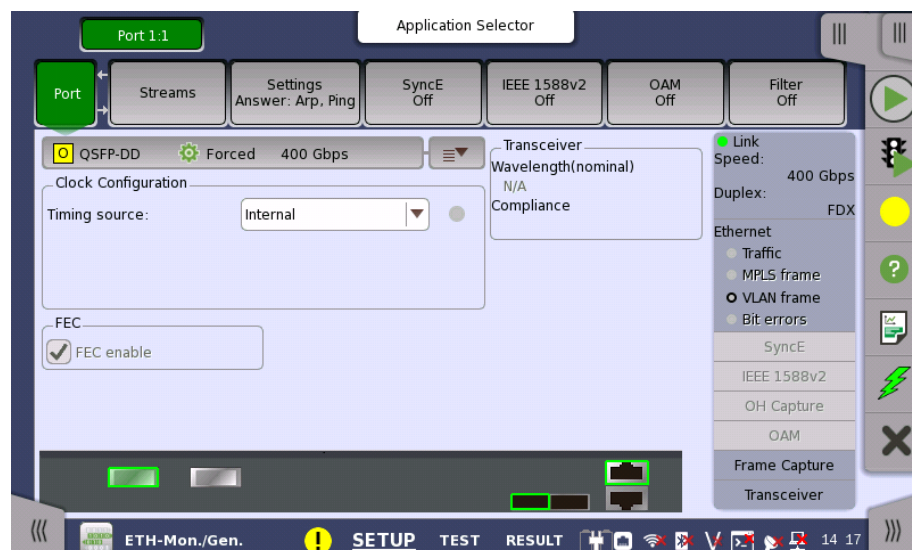 Application Selector
Port 1:1
Port
Streams
Settings
Answer: Arp, Ping
SyncE
Off
IEEE 1588v2
Off
OAM
Off
Filter
Off
O QSFP-DD Forced 400 Gbps
Clock Configuration
Timing source: Internal
FEC
FEC enable
Transceiver
Wavelength(nominal)
N/A
Compliance
Link
Speed:
400 Gbps
Duplex:
FDX
Ethernet
Traffic
MPLS frame
VLAN frame
Bit errors
SyncE
IEEE 1588v2
OH Capture
OAM
Frame Capture
Transceiver
ETH-Mon./Gen. SETUP TEST RESULT 14 17